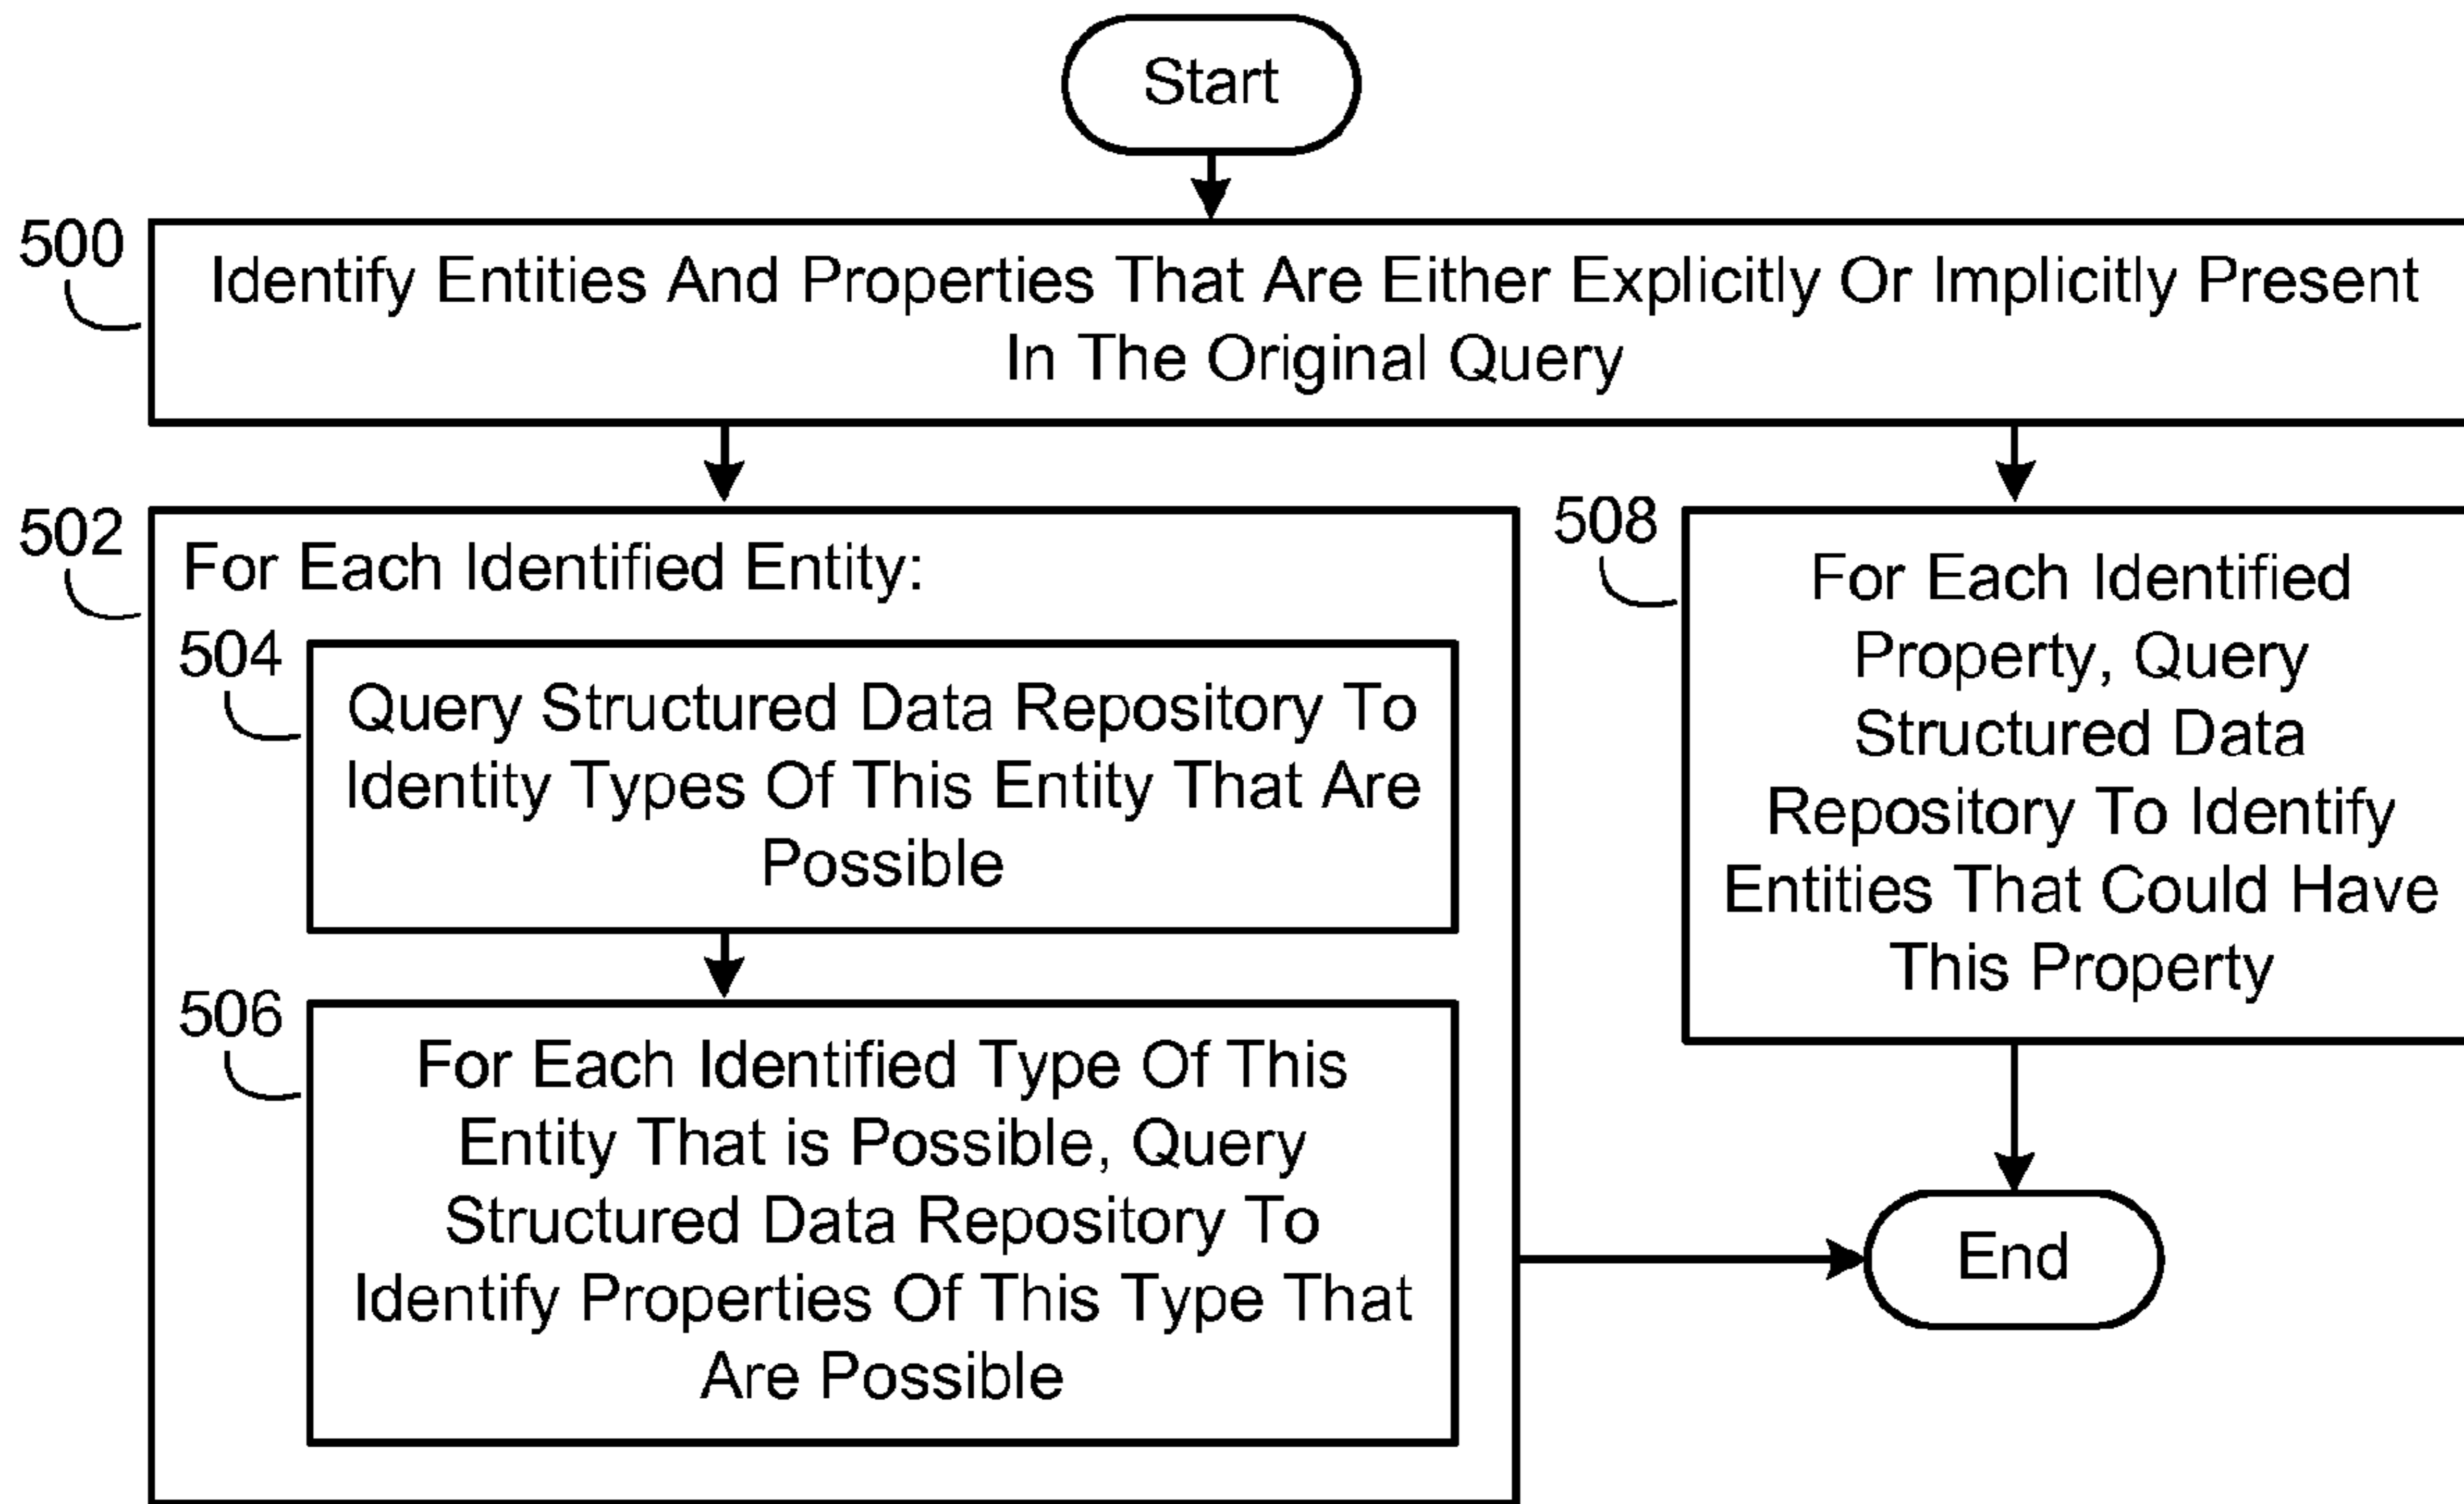 Start
500
Identify Entities And Properties That Are Either Explicitly Or Implicitly Present
In The Original Query
502
For Each Identified Entity:
504
Query Structured Data Repository To
Identity Types Of This Entity That Are
Possible
506
For Each Identified Type Of This
Entity That is Possible, Query
Structured Data Repository To
Identify Properties Of This Type That
Are Possible
508
For Each Identified
Property, Query
Structured Data
Repository To Identify
Entities That Could Have
This Property
End